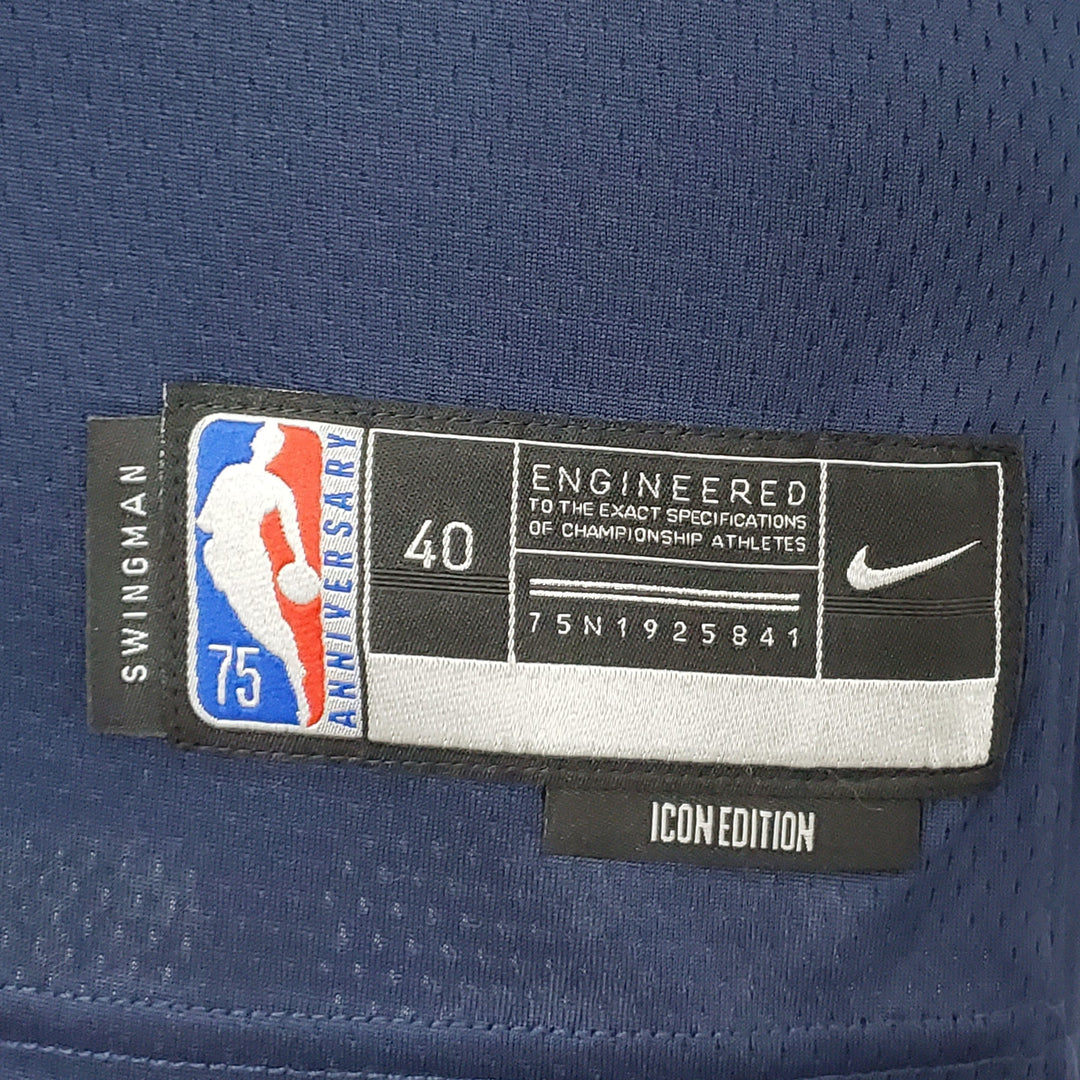 SWINGMAN
75
ANNIVERSARY
40
ENGINEERED
TO THE EXACT SPECIFICATIONS
OF CHAMPIONSHIP ATHLETES
75N1925841
ICON EDITION